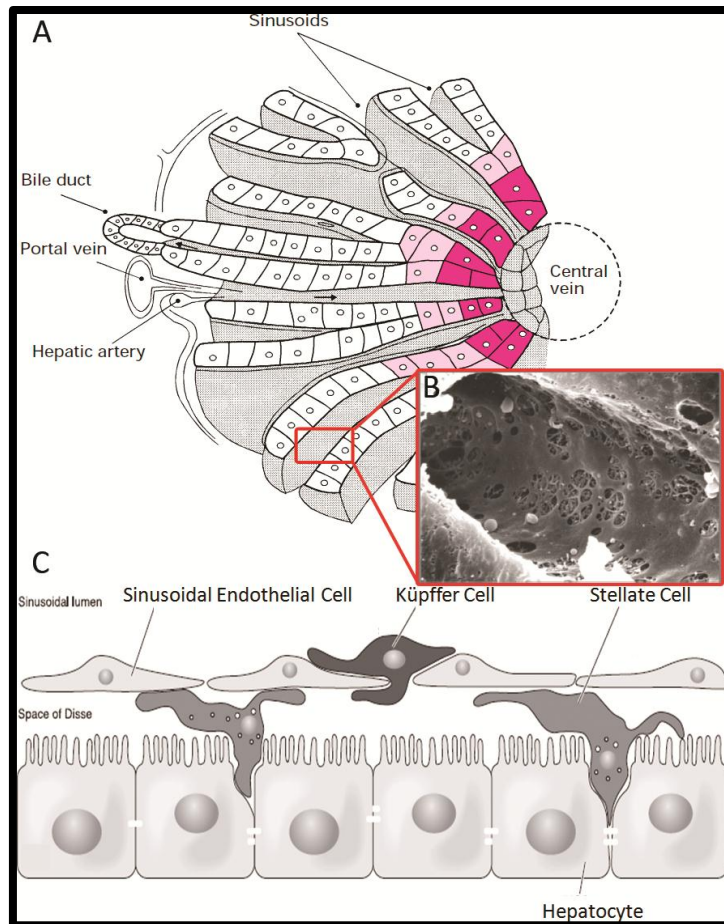 A
Sinusoids
Bile duct
Portal vein
Hepatic artery
Central
vein
B
C
Sinusoidal Endothelial Cell
Küpffer Cell
Stellate Cell
Sinusoidal lumen
Space of Disse
Hepatocyte